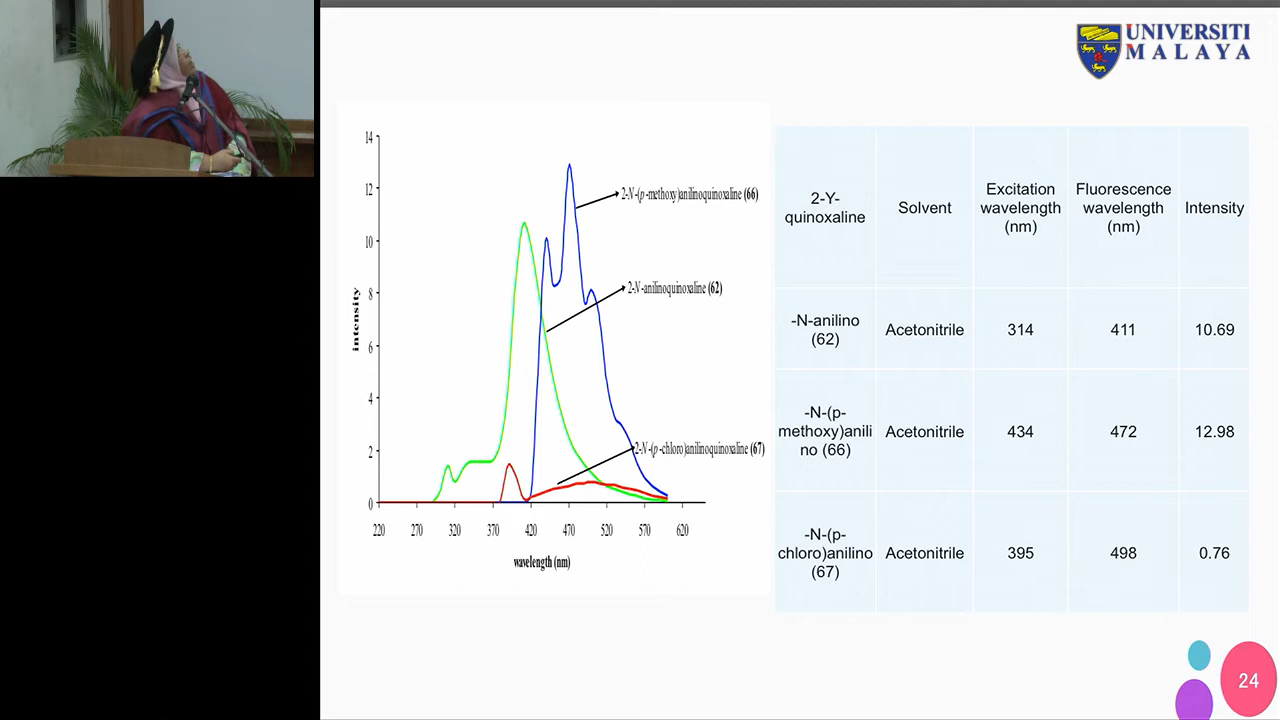 UNIVERSITI
MALAYA
14
12
10
8
6
4
2
0
intensity
220 270 320 370 420 470 520 570 620
wavelength (nm)
2-N-(p-methoxy)anilinoquinoxaline (66)
2-N-anilinoquinoxaline (62)
2-N-(p-chloro)anilinoquinoxaline (67)
2-Y-
quinoxaline
Solvent
Excitation
wavelength
(nm)
Fluorescence
wavelength
(nm)
Intensity
-N-anilino
(62)
Acetonitrile
314
411
10.69
-N-(p-
methoxy)anili
no (66)
Acetonitrile
434
472
12.98
-N-(p-
chloro)anilino
(67)
Acetonitrile
395
498
0.76
24